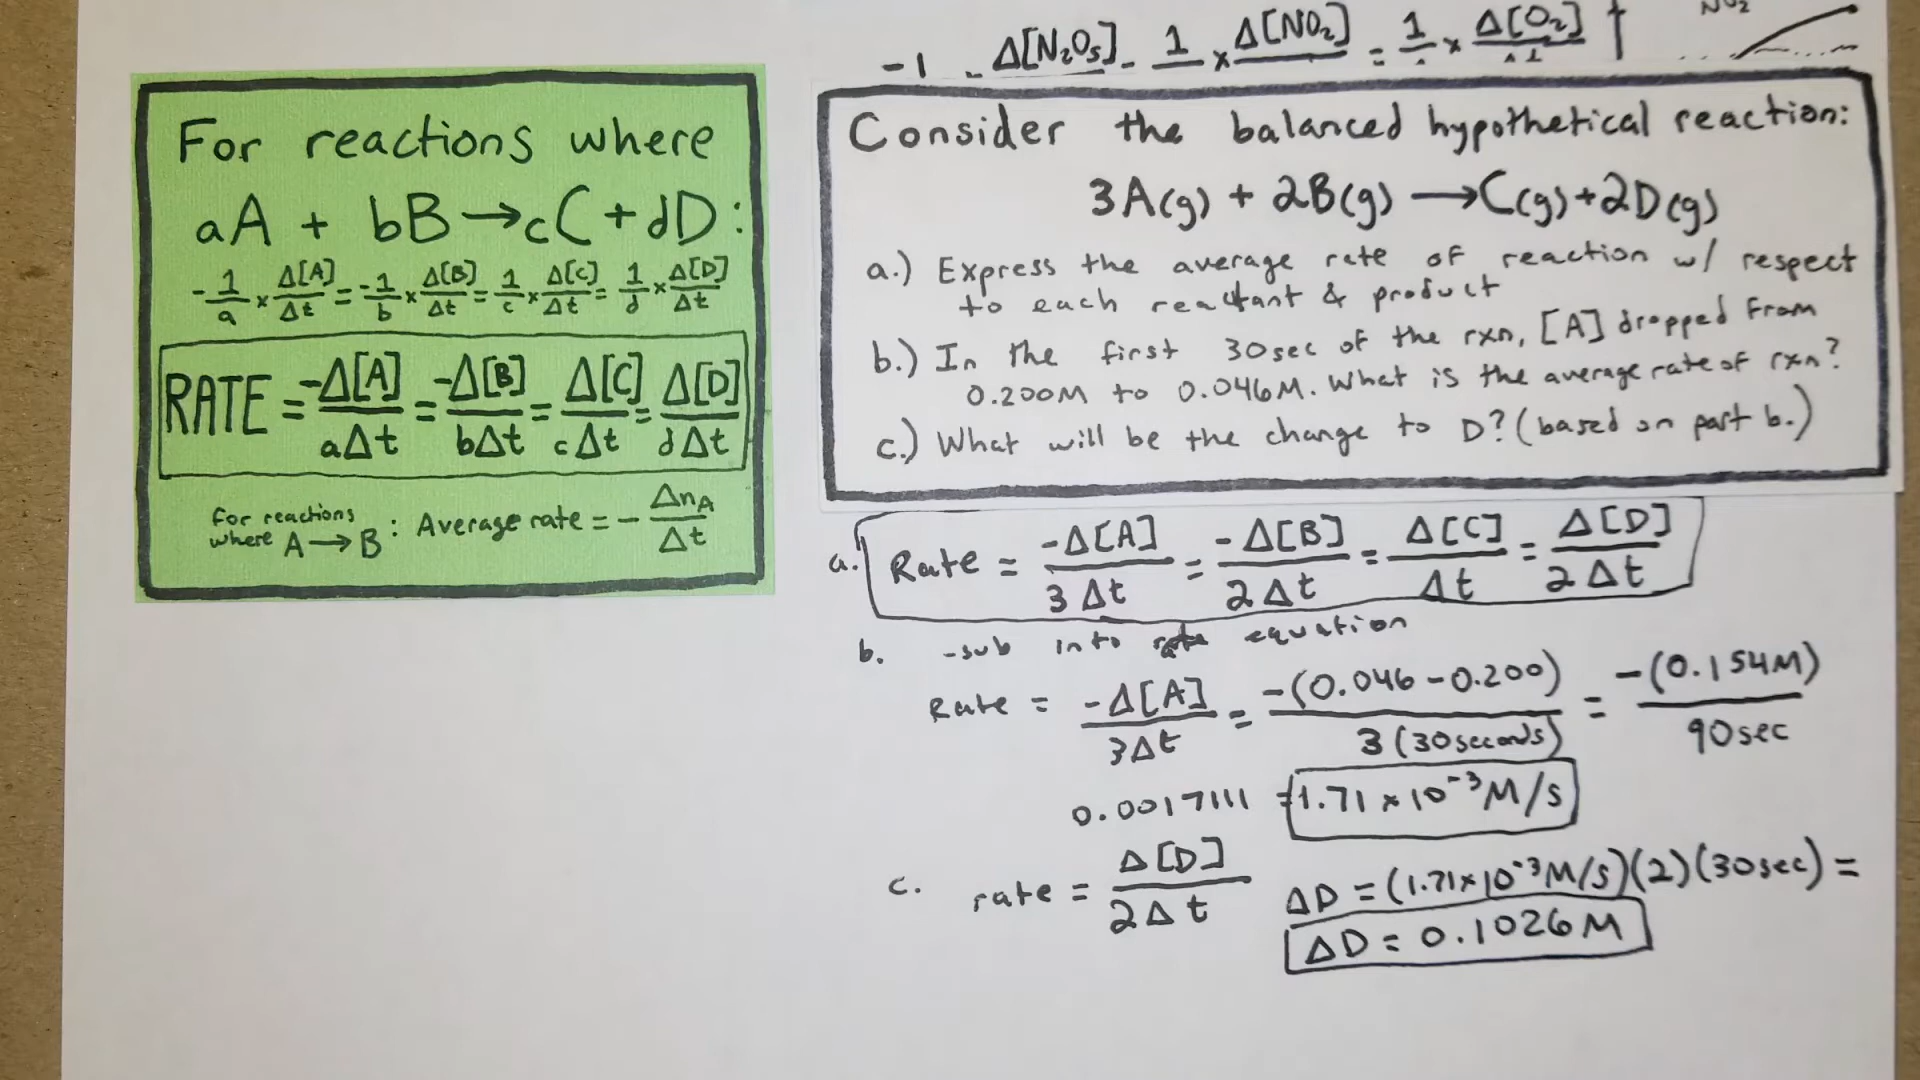 -1 Δ[N₂O₅] - 1 × Δ[NO₂] = 1 × Δ[O₂]
NO₂
For reactions where
aA + bB → cC + dD:
-1/a × Δ[A]/Δt = -1/b × Δ[B]/Δt = 1/c × Δ[C]/Δt = 1/d × Δ[D]/Δt
RATE = -Δ[A]/aΔt = -Δ[B]/bΔt = Δ[C]/cΔt = Δ[D]/dΔt
For reactions where A → B : Average rate = - Δn_A/Δt
Consider the balanced hypothetical reaction:
3A(g) + 2B(g) → C(g) + 2D(g)
a.) Express the average rate of reaction w/ respect
to each reactant & product
b.) In the first 30sec of the rxn, [A] dropped from
0.200M to 0.046M. What is the average rate of rxn?
c.) What will be the change to D? (based on part b.)
a. Rate = -Δ[A]/3Δt = -Δ[B]/2Δt = Δ[C]/Δt = Δ[D]/2Δt
b. -sub into rate equation
Rate = -Δ[A]/3Δt = -(0.046 - 0.200)/3(30seconds) = -(0.154M)/90sec
0.0017111 = 1.71 × 10⁻³ M/s
c. rate = Δ[D]/2Δt ΔD = (1.71×10⁻³M/s)(2)(30sec) =
ΔD = 0.1026M